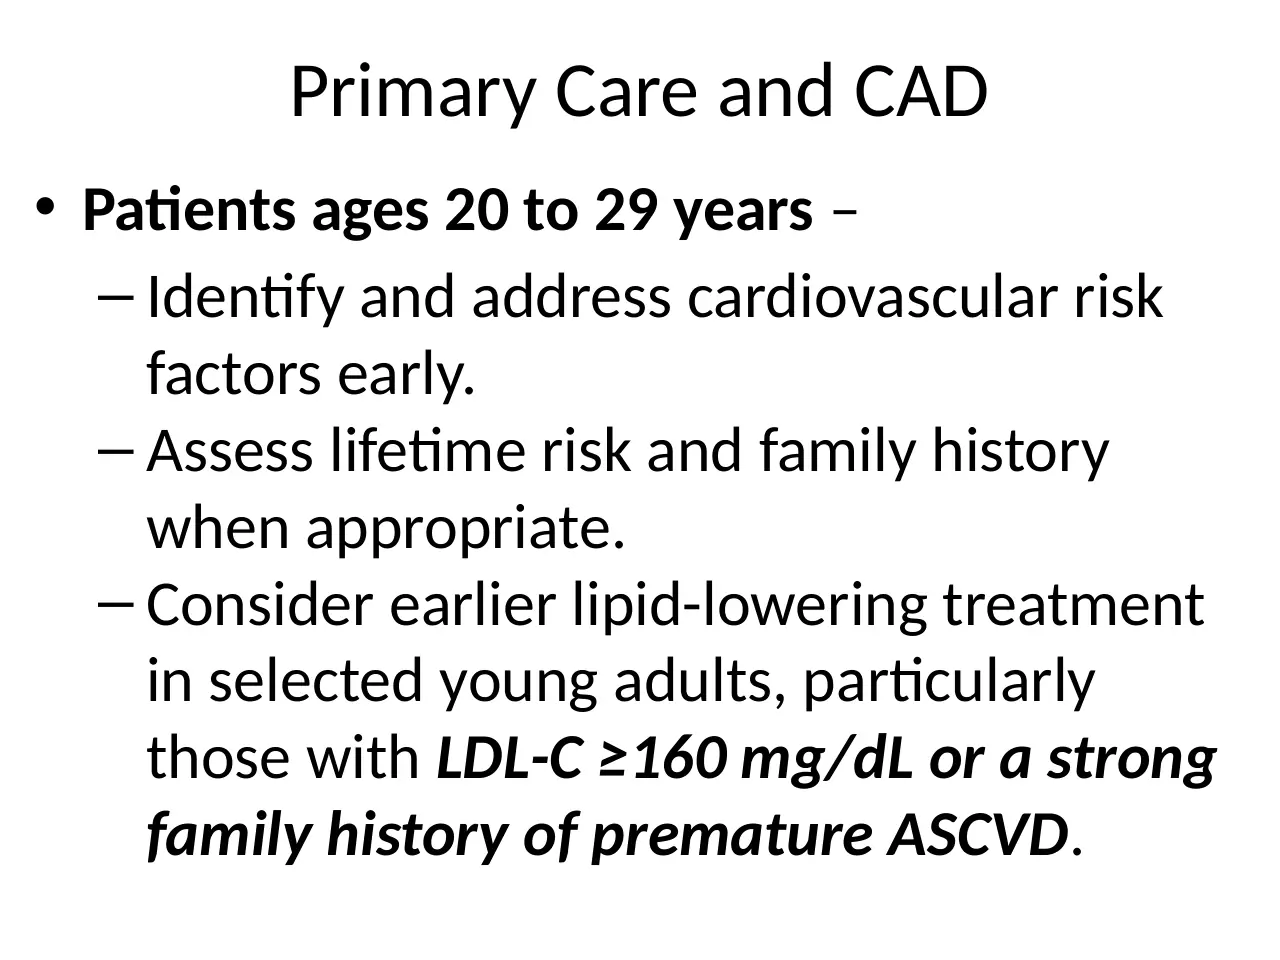 Primary Care and CAD
• Patients ages 20 to 29 years –
– Identify and address cardiovascular risk
factors early.
– Assess lifetime risk and family history
when appropriate.
– Consider earlier lipid-lowering treatment
in selected young adults, particularly
those with LDL-C ≥160 mg/dL or a strong
family history of premature ASCVD.